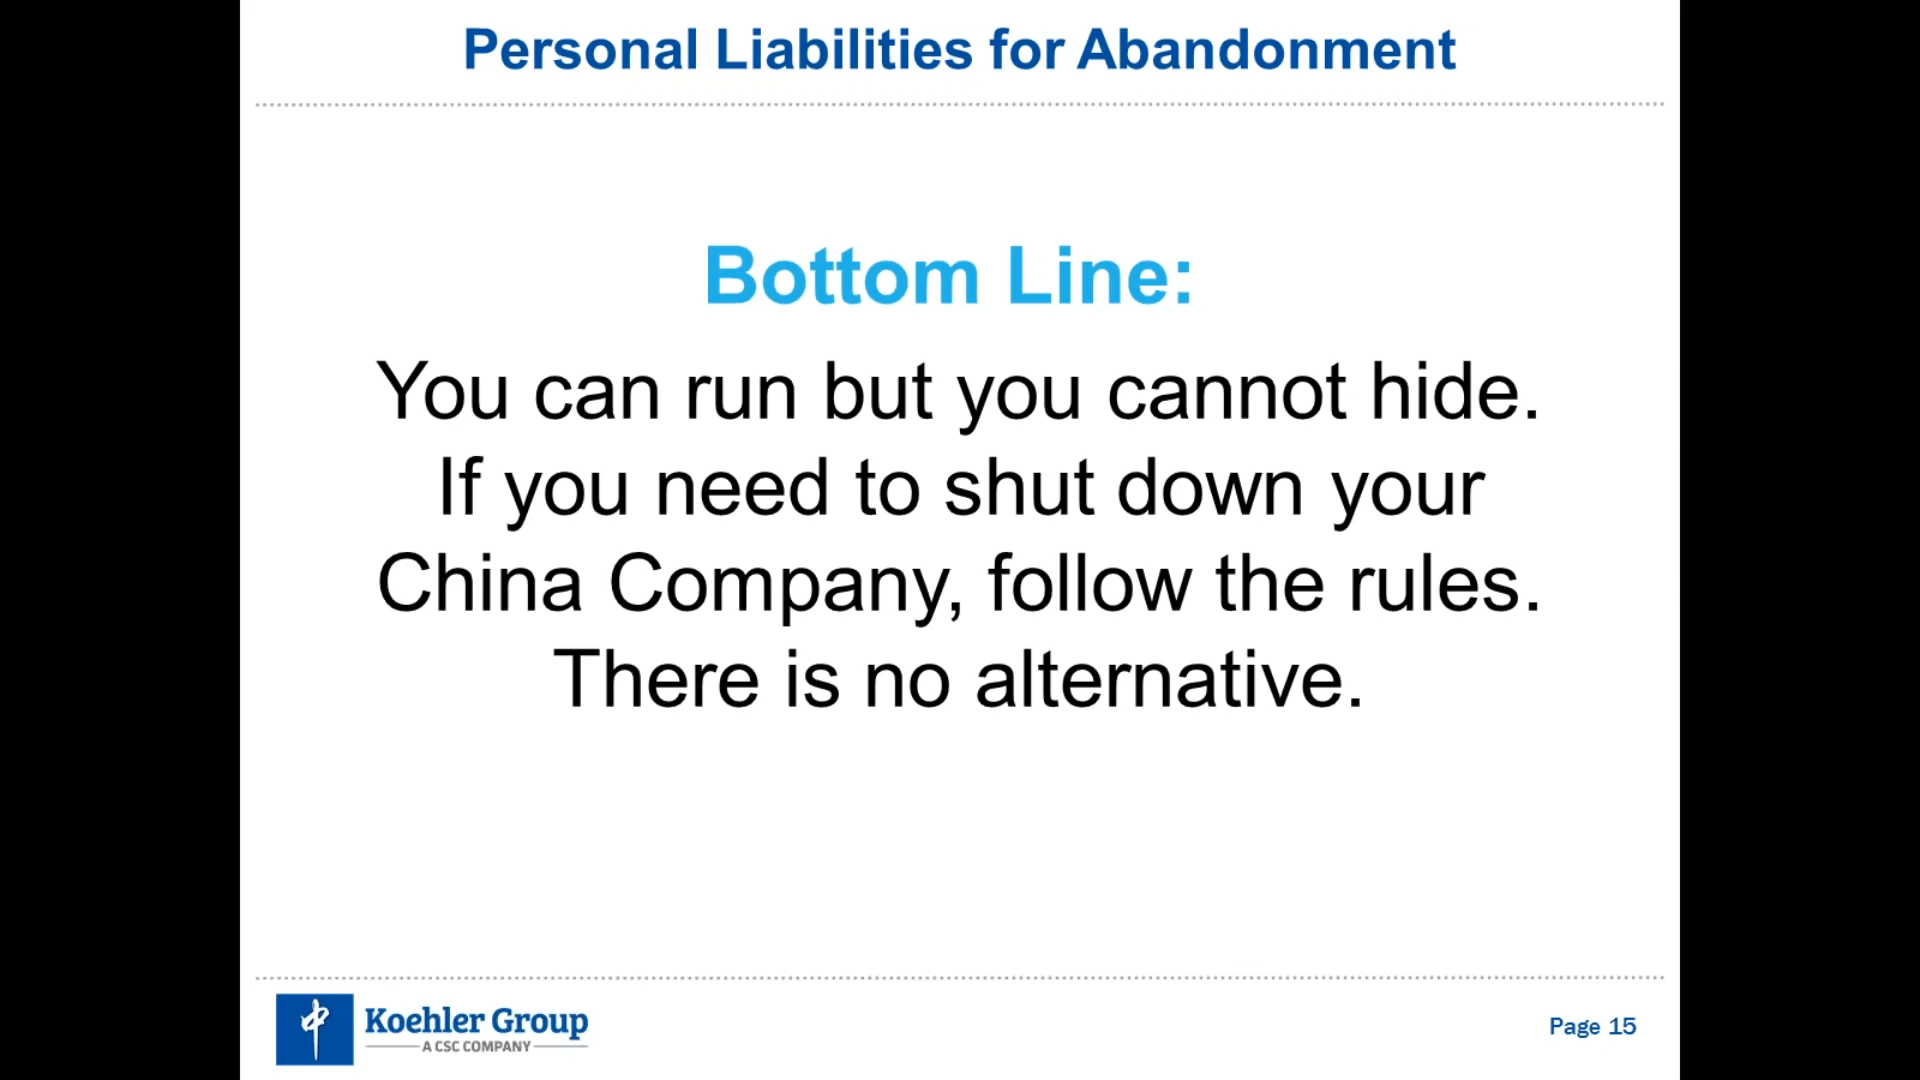 Personal Liabilities for Abandonment
Bottom Line:
You can run but you cannot hide.
If you need to shut down your
China Company, follow the rules.
There is no alternative.
Koehler Group
A CSC COMPANY
Page 15